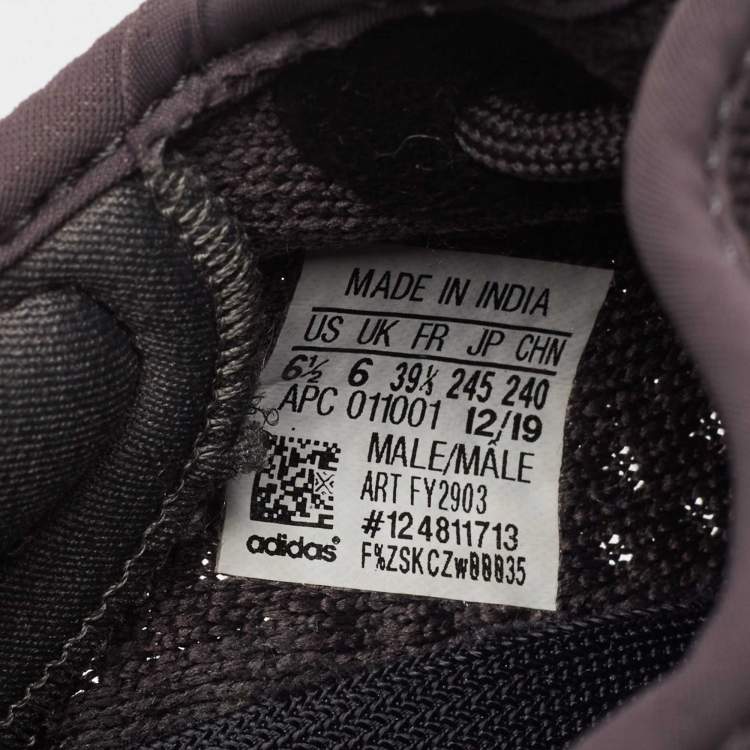 MADE IN INDIA
US UK FR JP CHN
6½ 6 39⅓ 245 240
APC 011001 12/19
MALE/MÂLE
ART FY2903
#124811713
adidas F%ZSKCZw00035